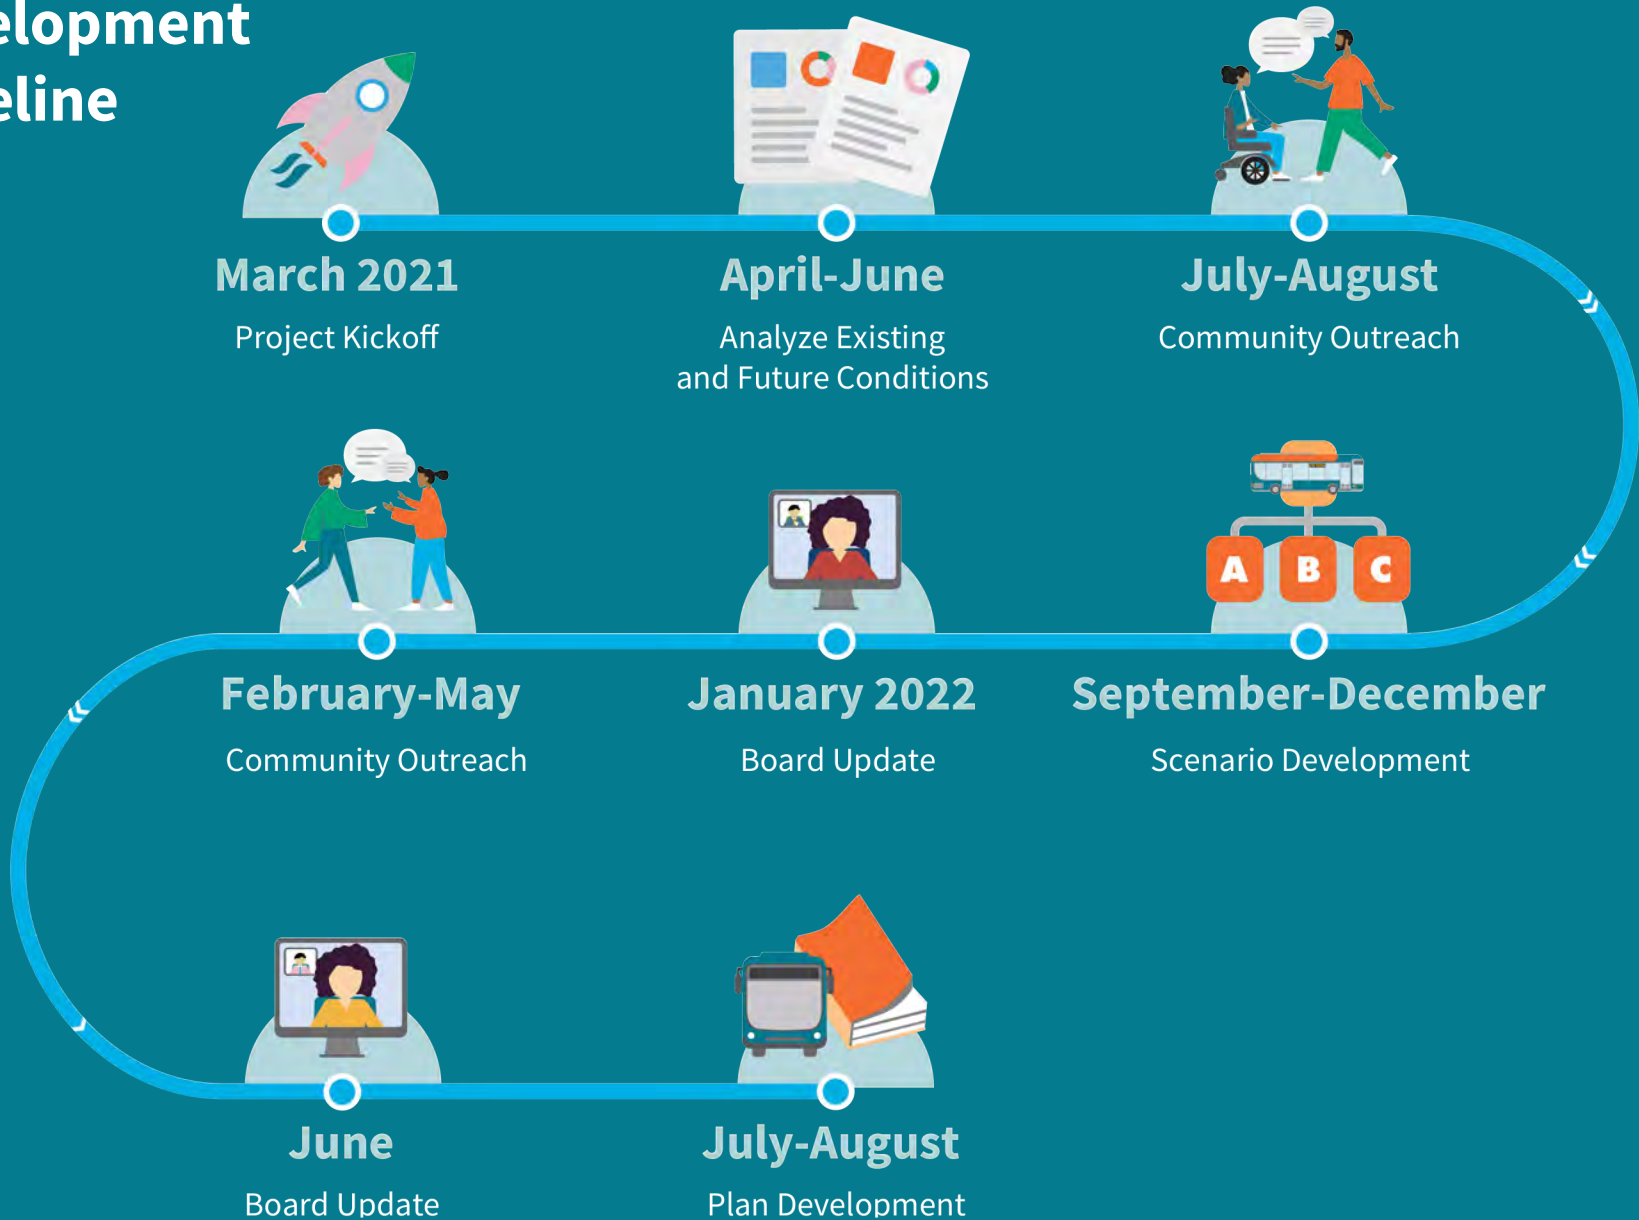 elopment
eline
March 2021
Project Kickoff
April-June
Analyze Existing
and Future Conditions
July-August
Community Outreach
A B C
September-December
Scenario Development
January 2022
Board Update
February-May
Community Outreach
June
Board Update
July-August
Plan Development